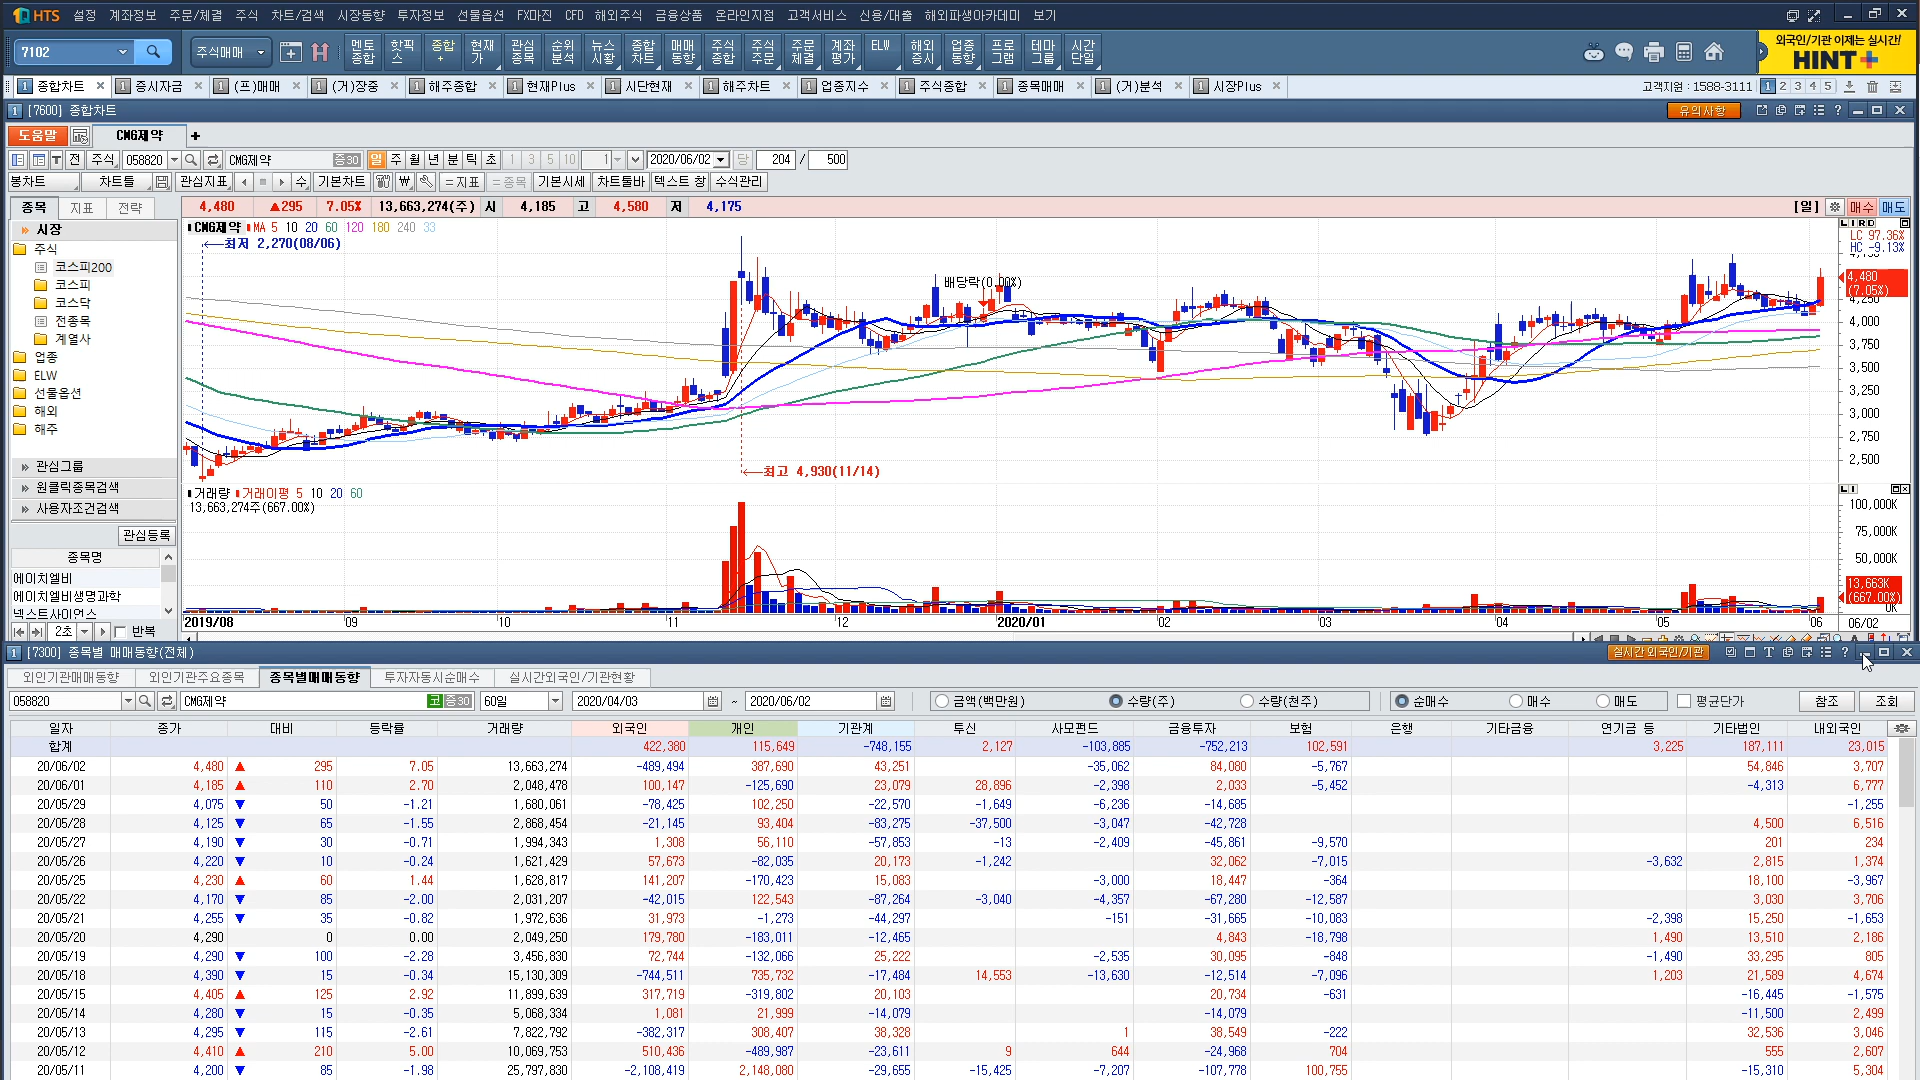 HTS 설정 계좌정보 주문/체결 주식 차트/검색 시장동향 투자정보 선물옵션 FX마진 CFD 해외주식 금융상품 온라인지점 고객서비스 신용/대출 해외파생아카데미 보기
7102 주식매매 멘토종합 핫픽스 종합+ 현재가 관심종목 순위분석 뉴스시황 종합차트 매매동향 주식종합 주식주문 주문체결 계좌평가 ELW 해외증시 업종동향 프로그램 테마그룹 시간단일
외국인/기관 이제는 실시간!
HINT+
1 종합차트 1 증시자금 1 (프)매매 1 (거)장중 1 해주종합 1 현재Plus 1 시단현재 1 해주차트 1 업종지수 1 주식종합 1 종목매매 1 (거)분석 1 시장Plus 고객지원 : 1588-3111 1 2 3 4 5
1 [7600] 종합차트 유의사항
도움말 CMG제약 +
T 전 주식 058820 CMG제약 증30 일 주 월 년 분 틱 초 1 3 5 10 1 2020/06/02 당 204 / 500
봉차트 차트틀 관심지표 수 기본차트 =지표 =종목 기본시세 차트툴바 텍스트 창 수식관리
종목 지표 전략 4,480 ▲295 7.05% 13,663,274(주) 시 4,185 고 4,580 저 4,175 [일] 매수 매도
시장
주식
코스피200
코스피
코스닥
전종목
계열사
업종
ELW
선물옵션
해외
해주
관심그룹
원클릭종목검색
사용자조건검색
관심등록
종목명
에이치엘비
에이치엘비생명과학
넥스트사이언스
2초 반복
CMG제약 MA 5 10 20 60 120 180 240 33
최저 2,270(08/06)
배당락(0.00%)
최고 4,930(11/14)
LC 97.36%
HC -9.13%
4,480
(7.05%)
4,250
4,000
3,750
3,500
3,250
3,000
2,750
2,500
거래량 거래이평 5 10 20 60
13,663,274주(667.00%)
100,000K
75,000K
50,000K
13,663K
(667.00%)
0K
2019/08 09 10 11 12 2020/01 02 03 04 05 06 06/02
1 [7300] 종목별 매매동향(전체) 실시간 외국인/기관
외인기관매매동향 외인기관주요종목 종목별매매동향 투자자동시순매수 실시간외국인/기관현황
058820 CMG제약 코 증30 60일 2020/04/03 ~ 2020/06/02 금액(백만원) 수량(주) 수량(천주) 순매수 매수 매도 평균단가 참조 조회
일자 종가 대비 등락률 거래량 외국인 개인 기관계 투신 사모펀드 금융투자 보험 은행 기타금융 연기금 등 기타법인 내외국인
합계 422,380 115,649 -748,155 2,127 -103,885 -752,213 102,591 3,225 187,111 23,015
20/06/02 4,480 ▲ 295 7.05 13,663,274 -489,494 387,690 43,251 -35,062 84,080 -5,767 54,846 3,707
20/06/01 4,185 ▲ 110 2.70 2,048,478 100,147 -125,690 23,079 28,896 -2,398 2,033 -5,452 -4,313 6,777
20/05/29 4,075 ▼ 50 -1.21 1,680,061 -78,425 102,250 -22,570 -1,649 -6,236 -14,685 -1,255
20/05/28 4,125 ▼ 65 -1.55 2,868,454 -21,145 93,404 -83,275 -37,500 -3,047 -42,728 4,500 6,516
20/05/27 4,190 ▼ 30 -0.71 1,994,343 1,308 56,110 -57,853 -13 -2,409 -45,861 -9,570 201 234
20/05/26 4,220 ▼ 10 -0.24 1,621,429 57,673 -82,035 20,173 -1,242 32,062 -7,015 -3,632 2,815 1,374
20/05/25 4,230 ▲ 60 1.44 1,628,817 141,207 -170,423 15,083 -3,000 18,447 -364 18,100 -3,967
20/05/22 4,170 ▼ 85 -2.00 2,031,207 -42,015 122,543 -87,264 -3,040 -4,357 -67,280 -12,587 3,030 3,706
20/05/21 4,255 ▼ 35 -0.82 1,972,636 31,973 -1,273 -44,297 -151 -31,665 -10,083 -2,398 15,250 -1,653
20/05/20 4,290 0 0.00 2,049,250 179,780 -183,011 -12,465 4,843 -18,798 1,490 13,510 2,186
20/05/19 4,290 ▼ 100 -2.28 3,456,830 72,744 -132,066 25,222 -2,535 30,095 -848 -1,490 33,295 805
20/05/18 4,390 ▼ 15 -0.34 15,130,309 -744,511 735,732 -17,484 14,553 -13,630 -12,514 -7,096 1,203 21,589 4,674
20/05/15 4,405 ▲ 125 2.92 11,899,639 317,719 -319,802 20,103 20,734 -631 -16,445 -1,575
20/05/14 4,280 ▼ 15 -0.35 5,068,334 1,081 21,999 -14,079 -14,079 -11,500 2,499
20/05/13 4,295 ▼ 115 -2.61 7,822,792 -382,317 308,407 38,328 1 38,549 -222 32,536 3,046
20/05/12 4,410 ▲ 210 5.00 10,069,753 510,436 -489,987 -23,611 9 644 -24,968 704 555 2,607
20/05/11 4,200 ▼ 85 -1.98 25,797,830 -2,108,419 2,148,080 -29,655 -15,425 -7,207 -107,778 100,755 -15,310 5,304